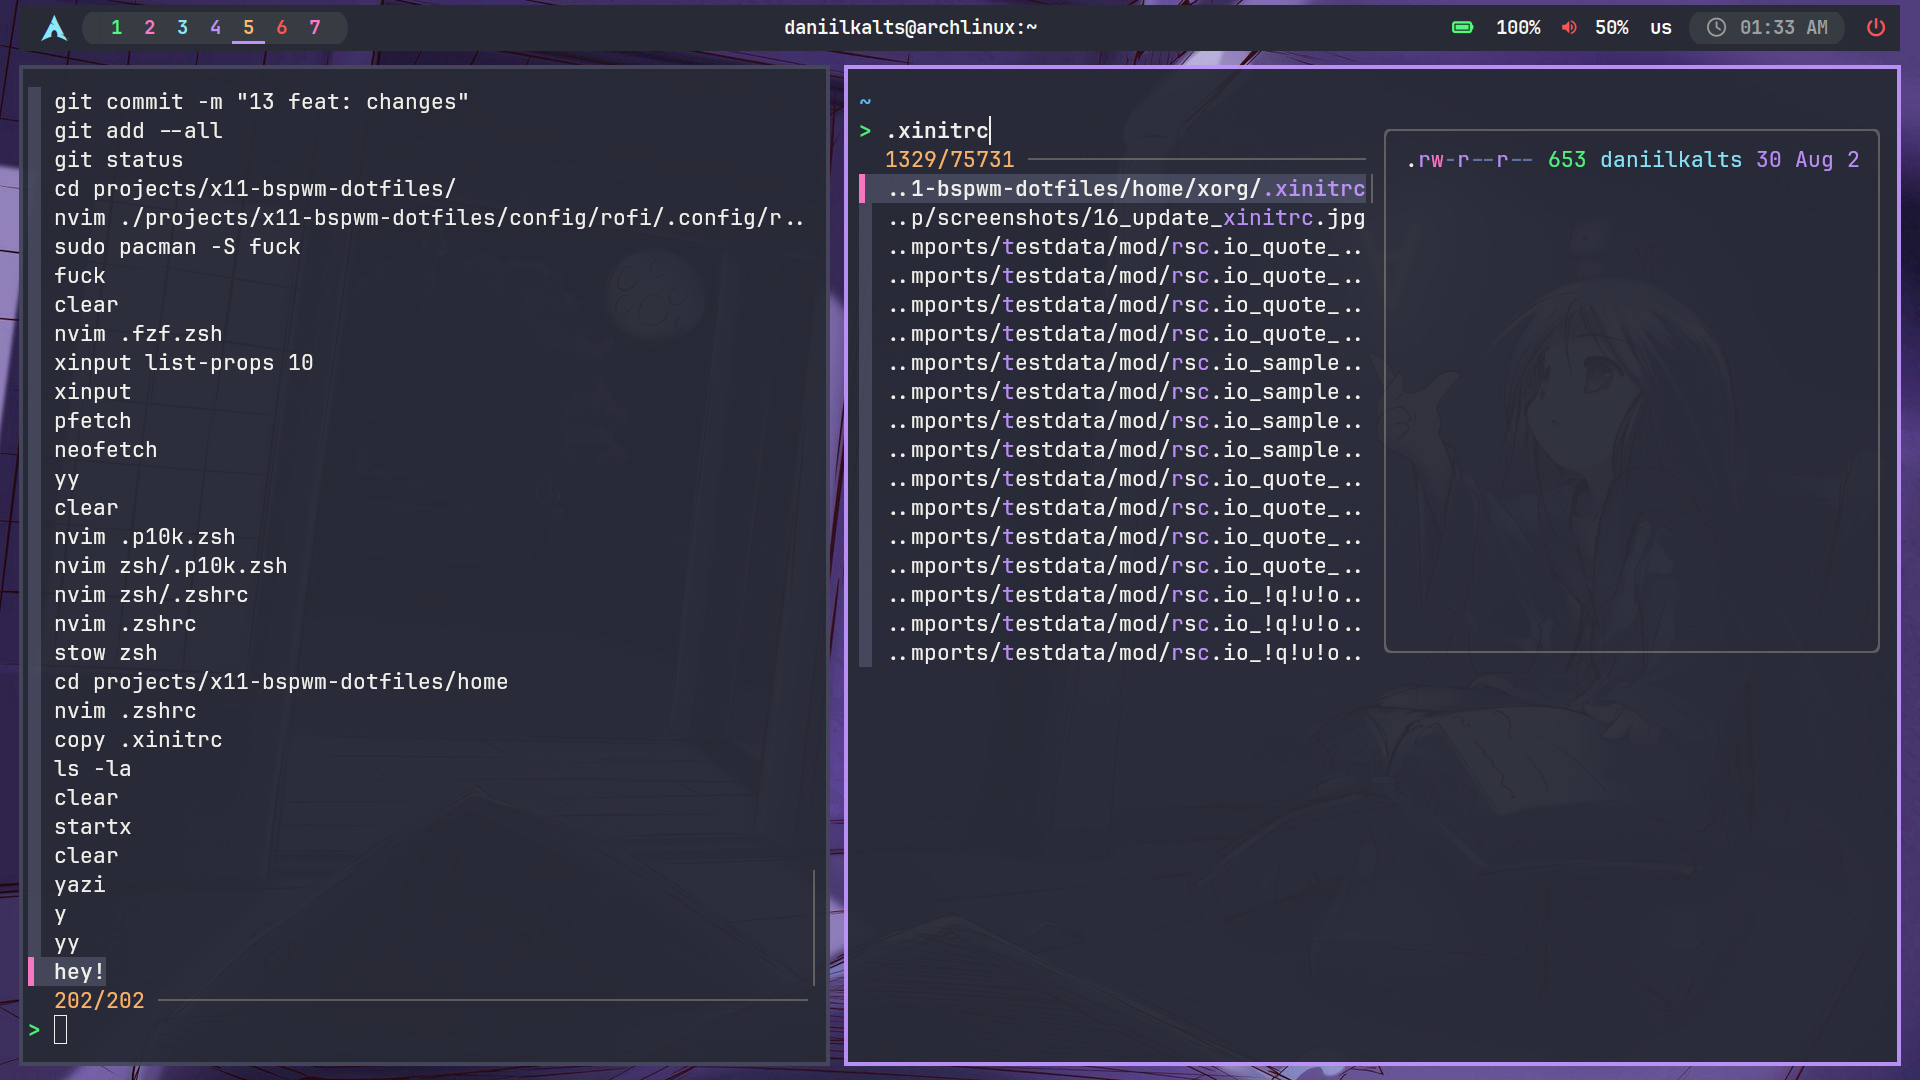 1 2 3 4 5 6 7
daniilkalts@archlinux:~
100% 50% us 01:33 AM
git commit -m "13 feat: changes"
git add --all
git status
cd projects/x11-bspwm-dotfiles/
nvim ./projects/x11-bspwm-dotfiles/config/rofi/.config/r..
sudo pacman -S fuck
fuck
clear
nvim .fzf.zsh
xinput list-props 10
xinput
pfetch
neofetch
yy
clear
nvim .p10k.zsh
nvim zsh/.p10k.zsh
nvim zsh/.zshrc
nvim .zshrc
stow zsh
cd projects/x11-bspwm-dotfiles/home
nvim .zshrc
copy .xinitrc
ls -la
clear
startx
clear
yazi
y
yy
hey!
202/202
>
~
> .xinitrc
1329/75731
..1-bspwm-dotfiles/home/xorg/.xinitrc
..p/screenshots/16_update_xinitrc.jpg
..mports/testdata/mod/rsc.io_quote_..
..mports/testdata/mod/rsc.io_quote_..
..mports/testdata/mod/rsc.io_quote_..
..mports/testdata/mod/rsc.io_quote_..
..mports/testdata/mod/rsc.io_sample..
..mports/testdata/mod/rsc.io_sample..
..mports/testdata/mod/rsc.io_sample..
..mports/testdata/mod/rsc.io_sample..
..mports/testdata/mod/rsc.io_quote_..
..mports/testdata/mod/rsc.io_quote_..
..mports/testdata/mod/rsc.io_quote_..
..mports/testdata/mod/rsc.io_quote_..
..mports/testdata/mod/rsc.io_!q!u!o..
..mports/testdata/mod/rsc.io_!q!u!o..
..mports/testdata/mod/rsc.io_!q!u!o..
.rw-r--r-- 653 daniilkalts 30 Aug 2